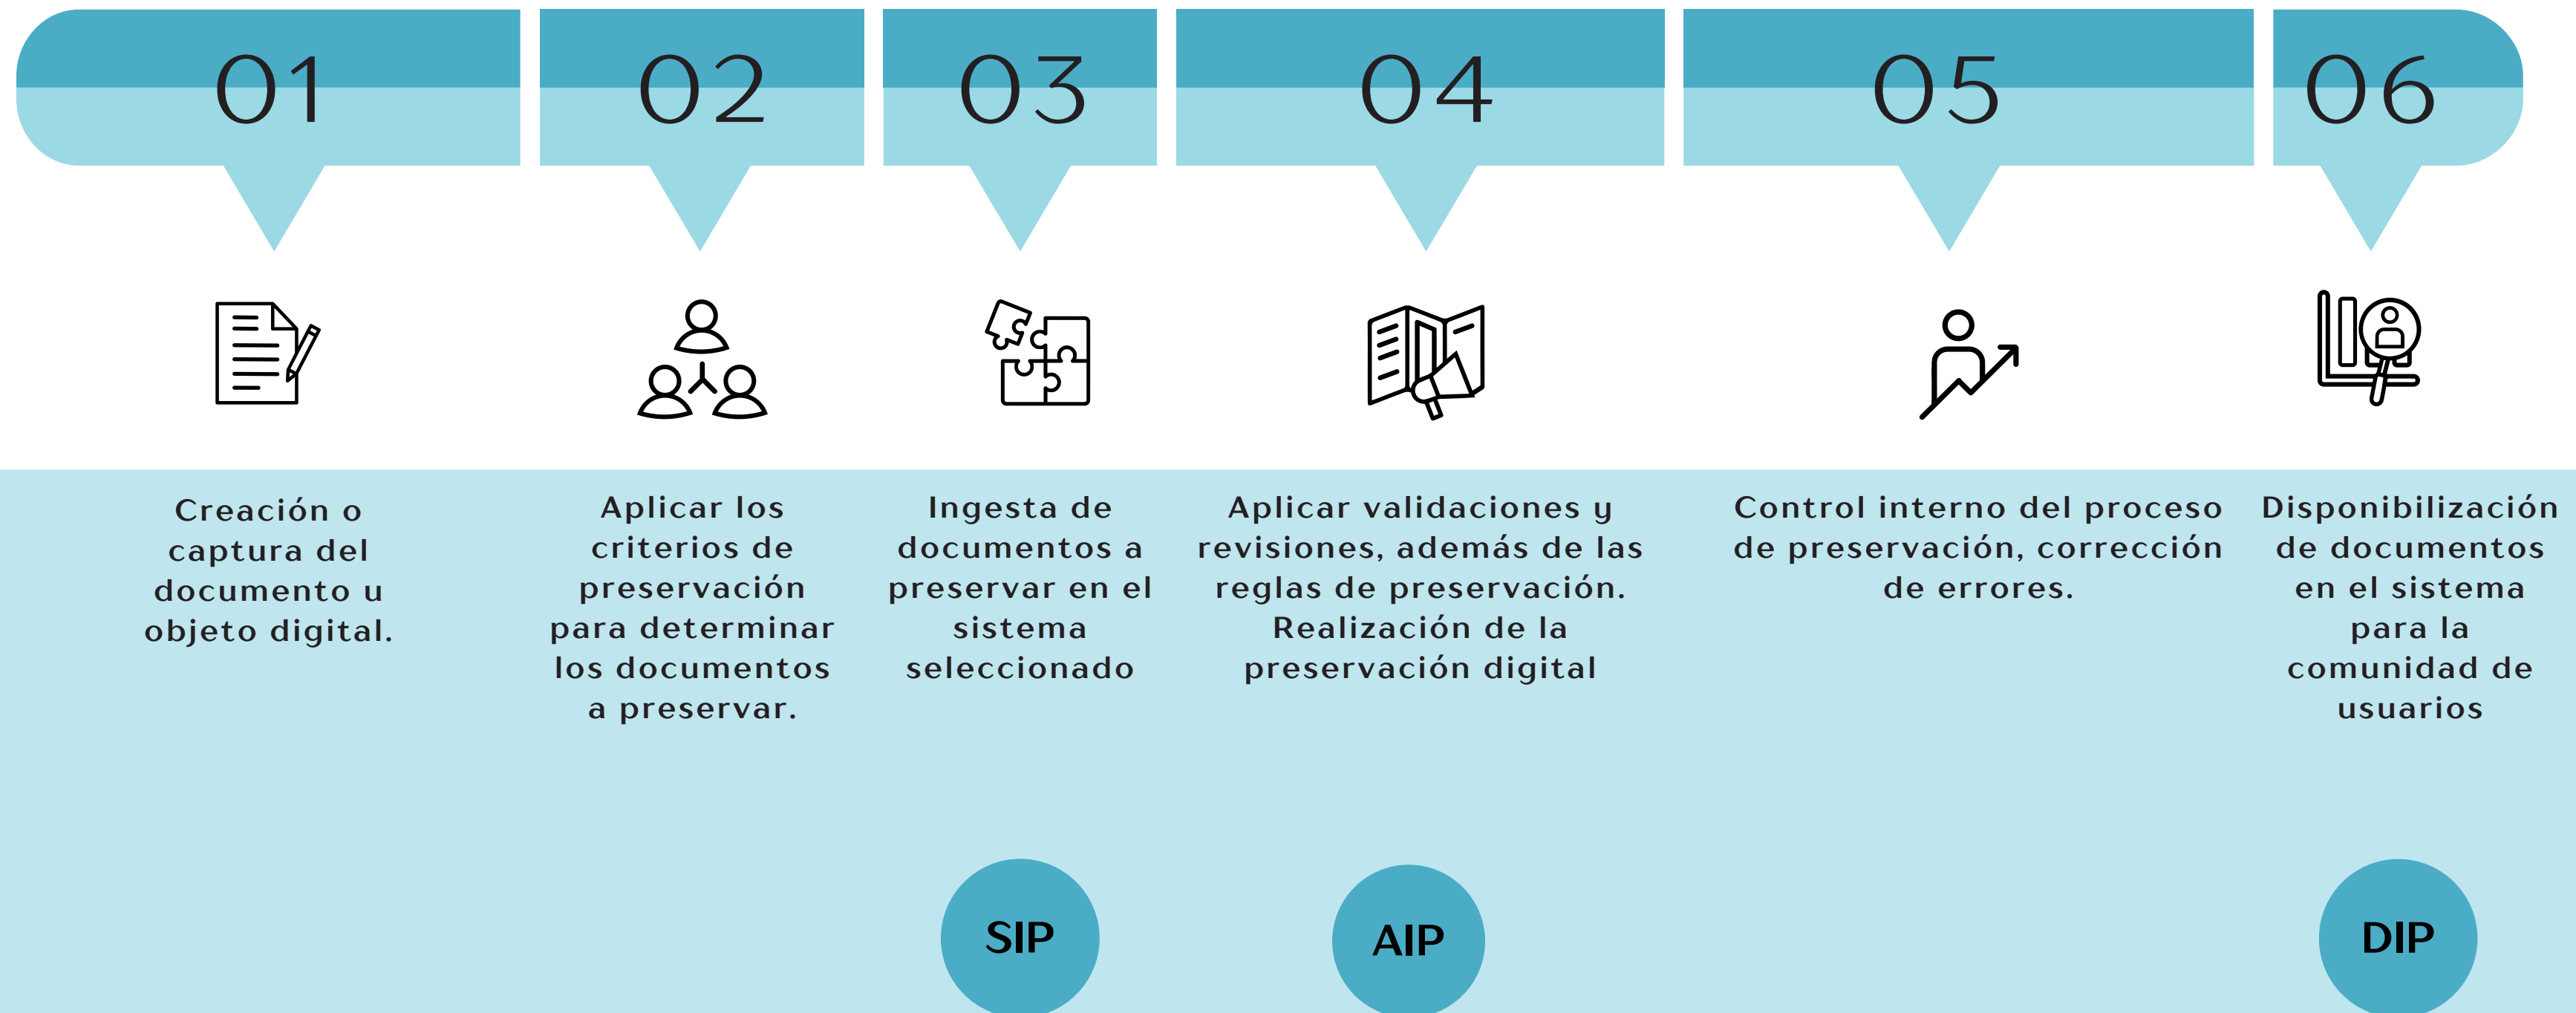 01
02
03
04
05
06
Creación o
captura del
documento u
objeto digital.
Aplicar los
criterios de
preservación
para determinar
los documentos
a preservar.
Ingesta de
documentos a
preservar en el
sistema
seleccionado
Aplicar validaciones y
revisiones, además de las
reglas de preservación.
Realización de la
preservación digital
Control interno del proceso
de preservación, corrección
de errores.
Disponibilización
de documentos
en el sistema
para la
comunidad de
usuarios
SIP
AIP
DIP